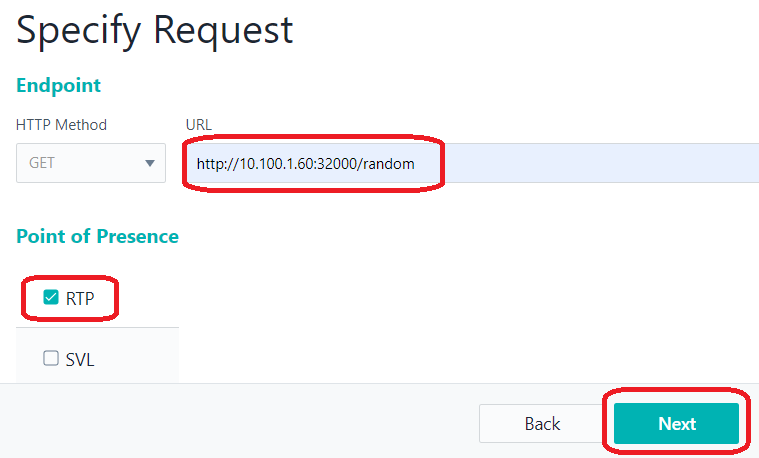 Specify Request
Endpoint
HTTP Method URL
GET http://10.100.1.60:32000/random
Point of Presence
RTP
SVL
Back Next